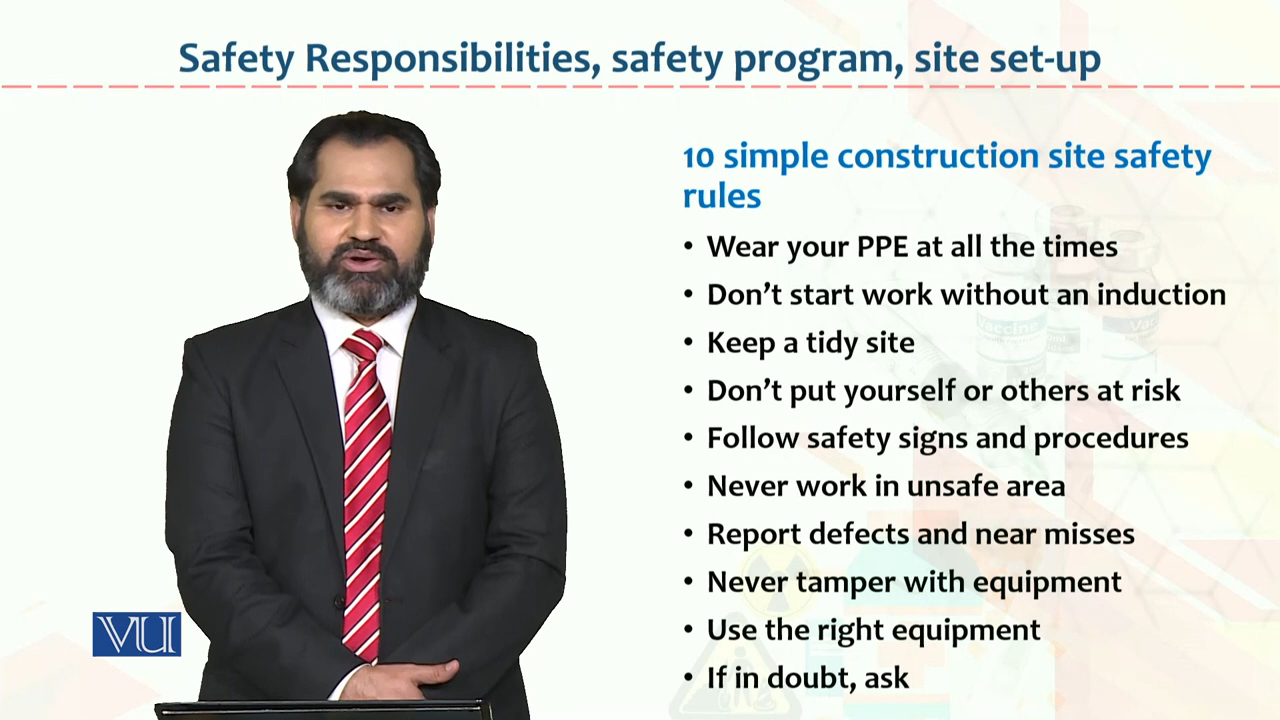 Safety Responsibilities, safety program, site set-up
10 simple construction site safety
rules
• Wear your PPE at all the times
• Don’t start work without an induction
• Keep a tidy site
• Don’t put yourself or others at risk
• Follow safety signs and procedures
• Never work in unsafe area
• Report defects and near misses
• Never tamper with equipment
• Use the right equipment
• If in doubt, ask
VU
Vaccine